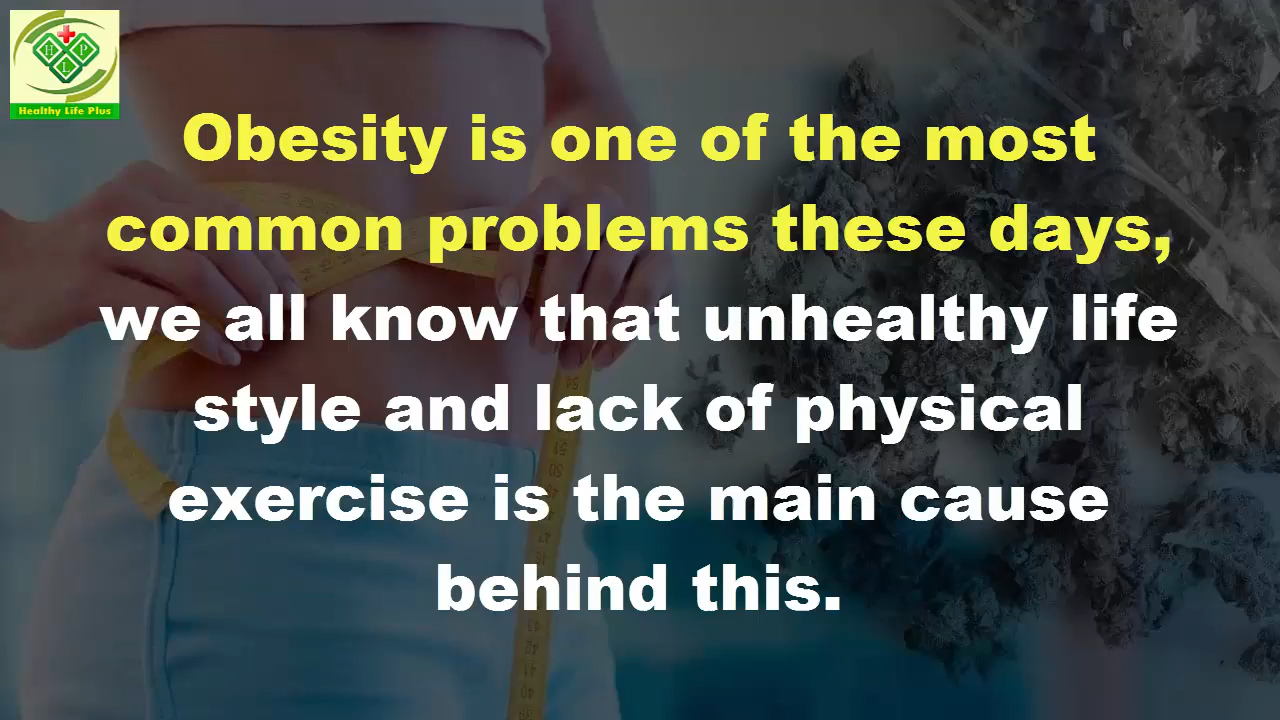 H P
L
Healthy Life Plus
Obesity is one of the most
common problems these days,
we all know that unhealthy life
style and lack of physical
exercise is the main cause
behind this.